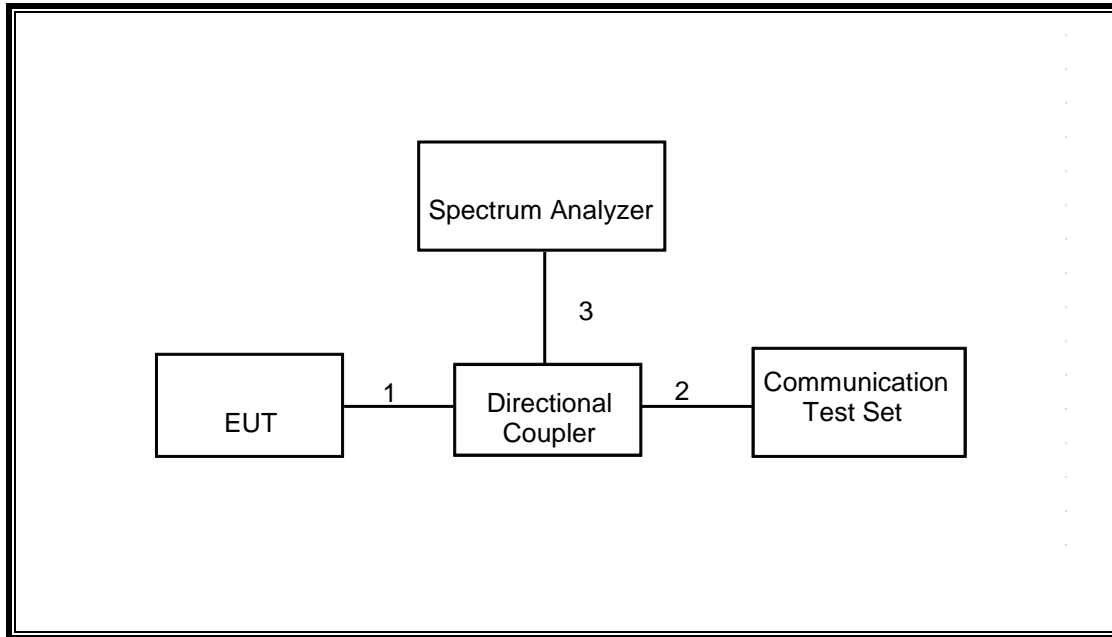 Spectrum Analyzer
3
EUT
1
Directional
Coupler
2
Communication
Test Set